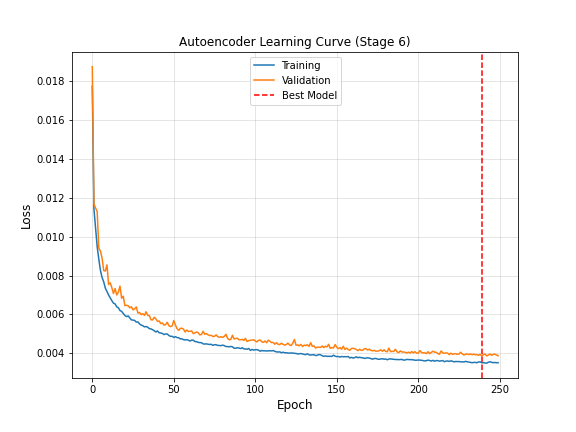 Autoencoder Learning Curve (Stage 6)
Training
Validation
Best Model
0.018
0.016
0.014
0.012
0.010
0.008
0.006
0.004
Loss
0 50 100 150 200 250
Epoch